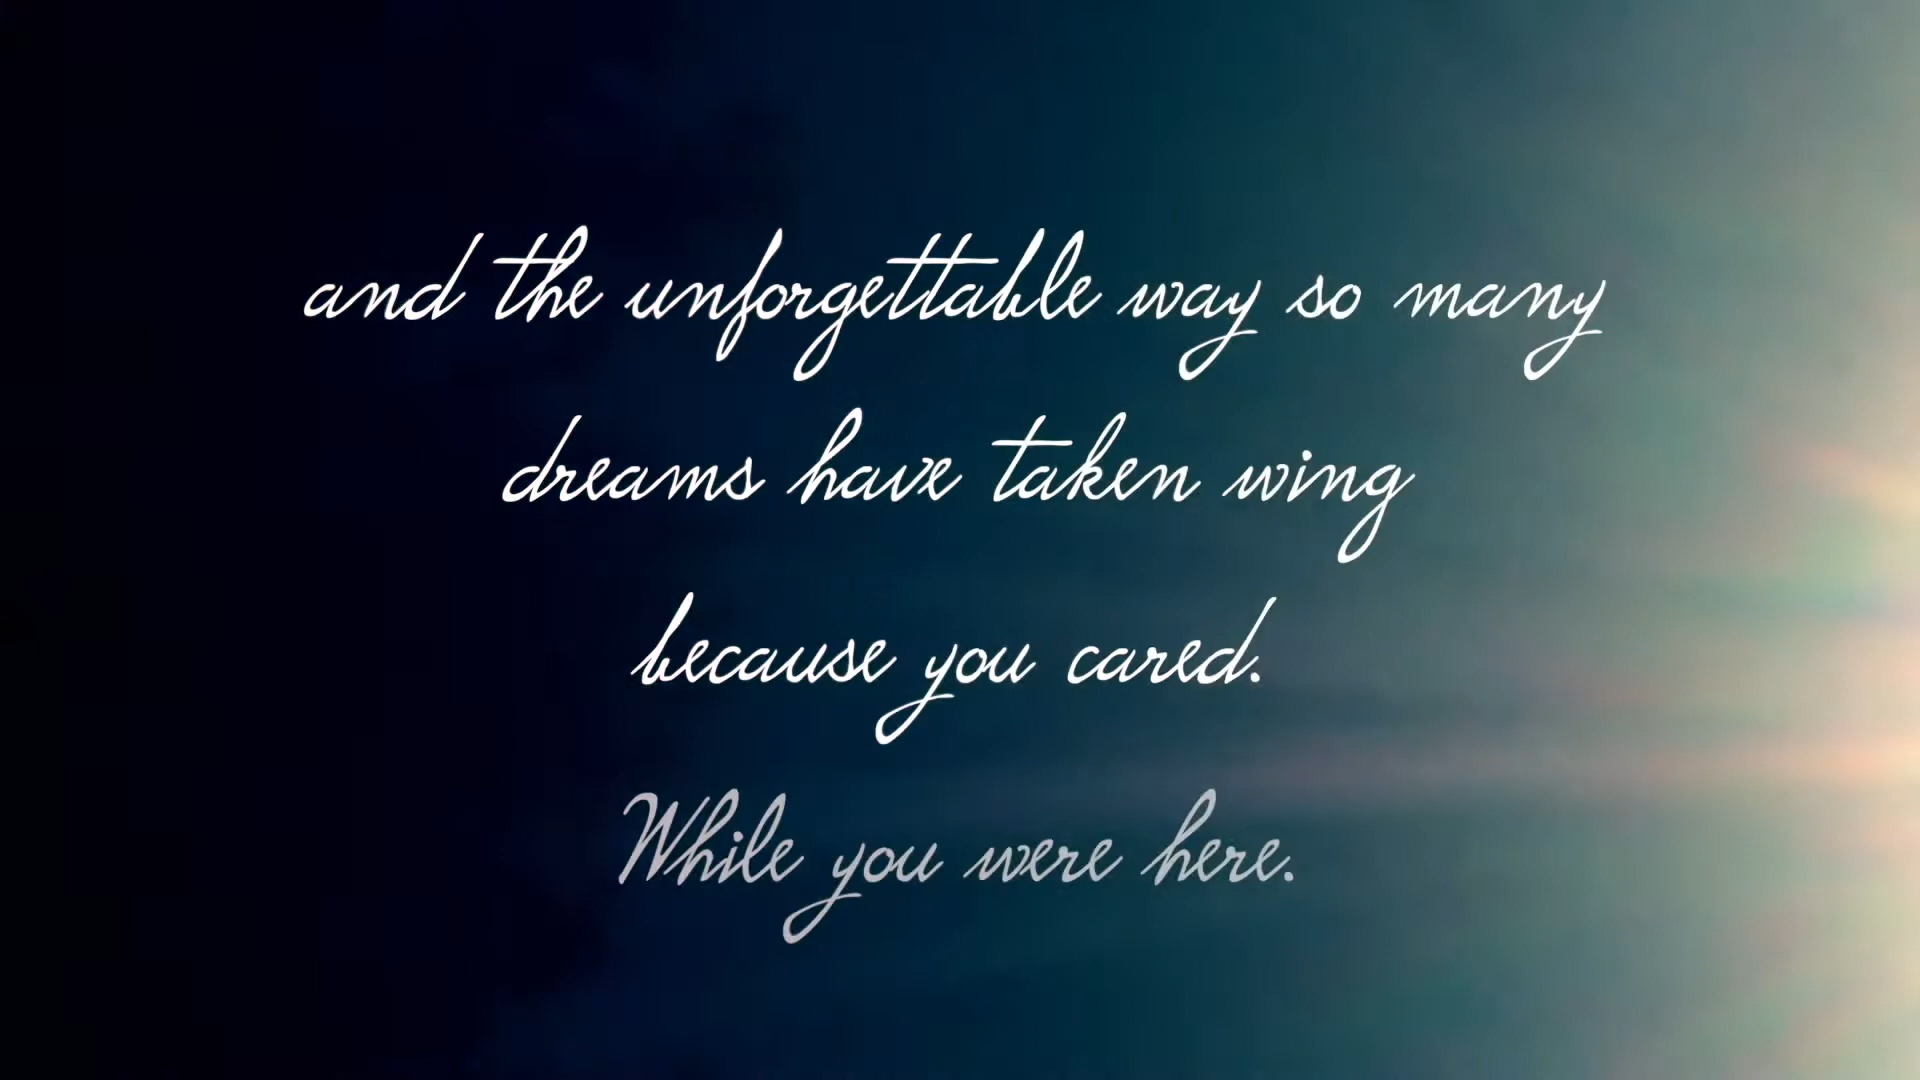 and the unforgettable way so many
dreams have taken wing
because you cared.
While you were here.